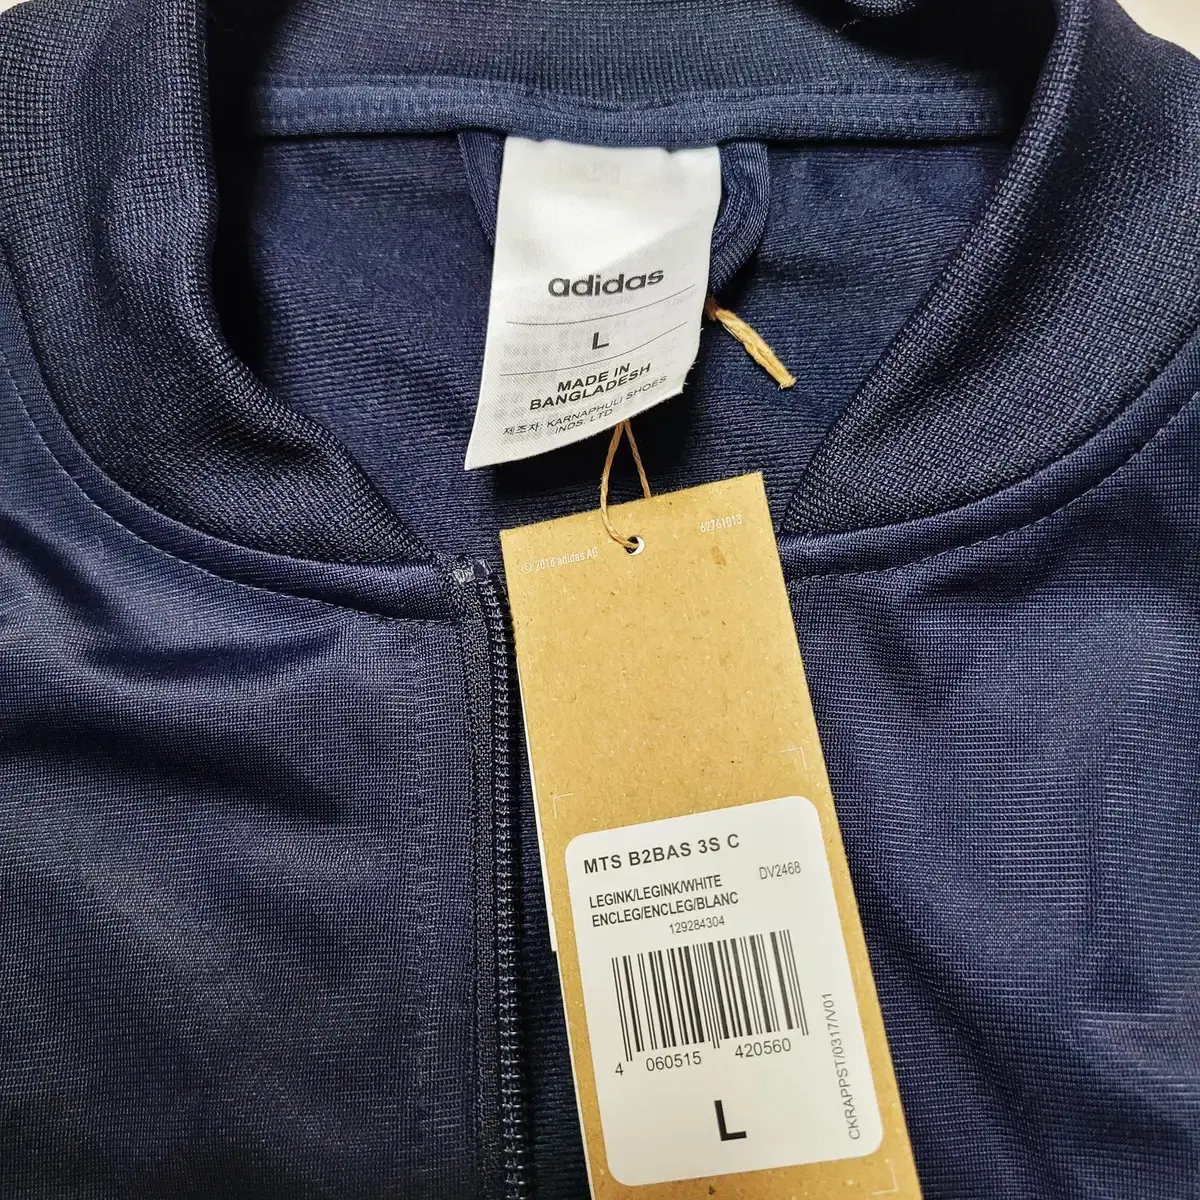 adidas
L
MADE IN
BANGLADESH
제조자: KARNAPHULI SHOES
INDS. LTD
© 2018 adidas AG
62761013
MTS B2BAS 3S C
LEGINK/LEGINK/WHITE
DV2468
ENCLEG/ENCLEG/BLANC
129284304
4 060515 420560
L
CKRAPPST/0317/V01